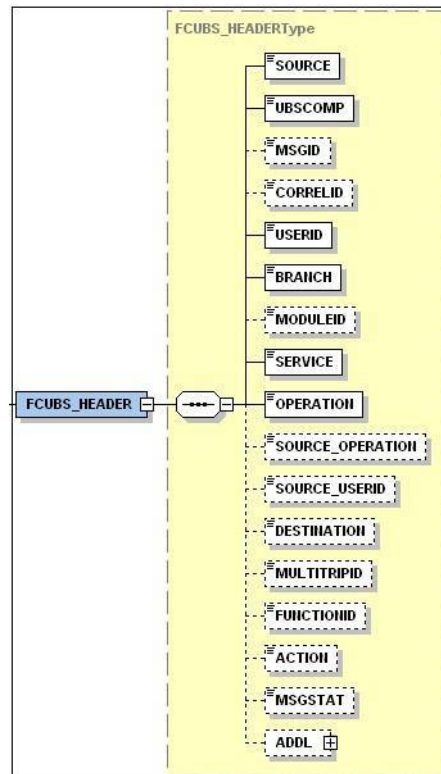 FCUBS_HEADERType
SOURCE
UBSCOMP
MSGID
CORRELID
USERID
BRANCH
MODULEID
SERVICE
FCUBS_HEADER
OPERATION
SOURCE_OPERATION
SOURCE_USERID
DESTINATION
MULTITRIPID
FUNCTIONID
ACTION
MSGSTAT
ADDL